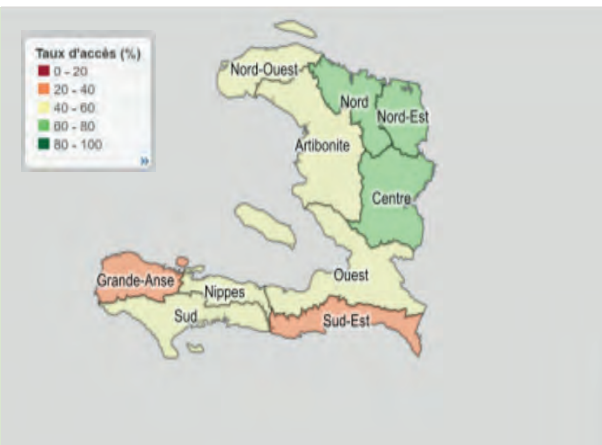 Taux d'accès (%)
0 - 20
20 - 40
40 - 60
60 - 80
80 - 100
»
Nord-Ouest
Nord
Nord-Est
Artibonite
Centre
Ouest
Grande-Anse
Nippes
Sud
Sud-Est